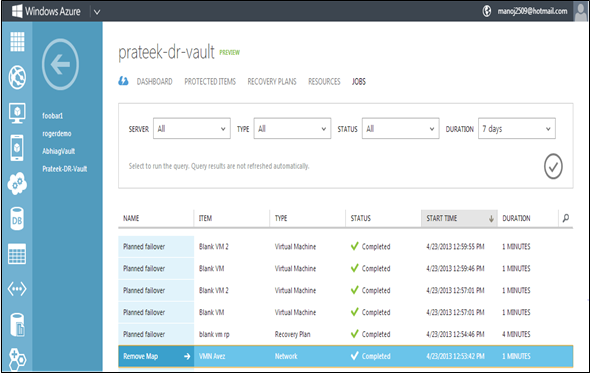 Windows Azure
manoj2509@hotmail.com
foobar1
rogerdemo
AbhiagVault
Prateek-DR-Vault
prateek-dr-vault PREVIEW
DASHBOARD PROTECTED ITEMS RECOVERY PLANS RESOURCES JOBS
SERVER All TYPE All STATUS All DURATION 7 days
Select to run the query. Query results are not refreshed automatically.
NAME ITEM TYPE STATUS START TIME DURATION
Planned failover Blank VM 2 Virtual Machine Completed 4/23/2013 12:59:55 PM 1 MINUTES
Planned failover Blank VM Virtual Machine Completed 4/23/2013 12:59:46 PM 1 MINUTES
Planned failover Blank VM 2 Virtual Machine Completed 4/23/2013 12:57:01 PM 1 MINUTES
Planned failover Blank VM Virtual Machine Completed 4/23/2013 12:57:01 PM 1 MINUTES
Planned failover blank vm rp Recovery Plan Completed 4/23/2013 12:54:46 PM 4 MINUTES
Remove Map VMN Avez Network Completed 4/23/2013 12:53:42 PM 1 MINUTES
DB